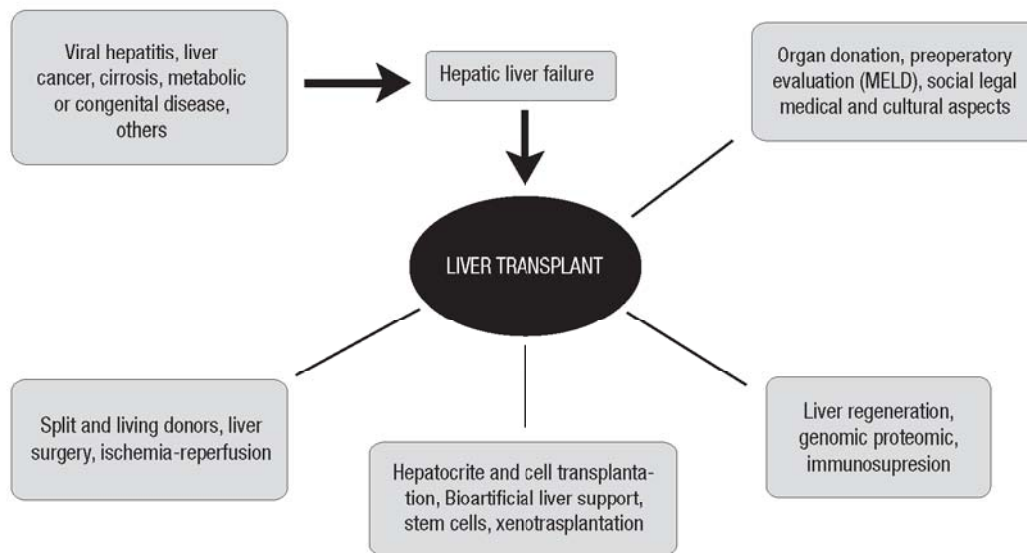 Viral hepatitis, liver
cancer, cirrosis, metabolic
or congenital disease,
others
Hepatic liver failure
Organ donation, preoperatory
evaluation (MELD), social legal
medical and cultural aspects
LIVER TRANSPLANT
Split and living donors, liver
surgery, ischemia-reperfusion
Hepatocrite and cell transplanta-
tion, Bioartificial liver support,
stem cells, xenotrasplantation
Liver regeneration,
genomic proteomic,
immunosupresion